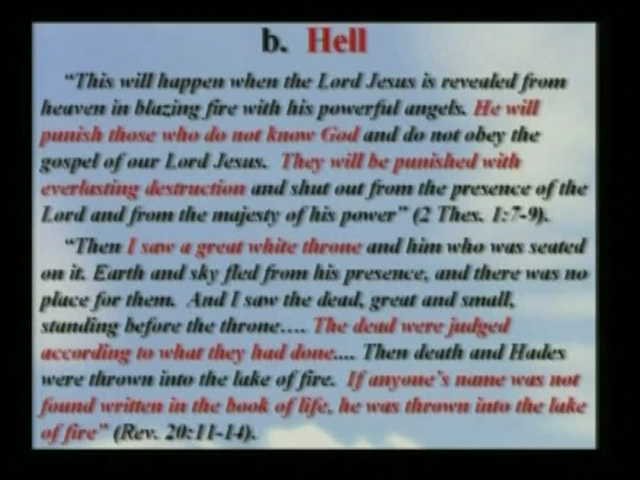 b. Hell
“This will happen when the Lord Jesus is revealed from
heaven in blazing fire with his powerful angels. He will
punish those who do not know God and do not obey the
gospel of our Lord Jesus. They will be punished with
everlasting destruction and shut out from the presence of the
Lord and from the majesty of his power” (2 Thes. 1:7-9).
“Then I saw a great white throne and him who was seated
on it. Earth and sky fled from his presence, and there was no
place for them. And I saw the dead, great and small,
standing before the throne…. The dead were judged
according to what they had done.... Then death and Hades
were thrown into the lake of fire. If anyone’s name was not
found written in the book of life, he was thrown into the lake
of fire” (Rev. 20:11-14).